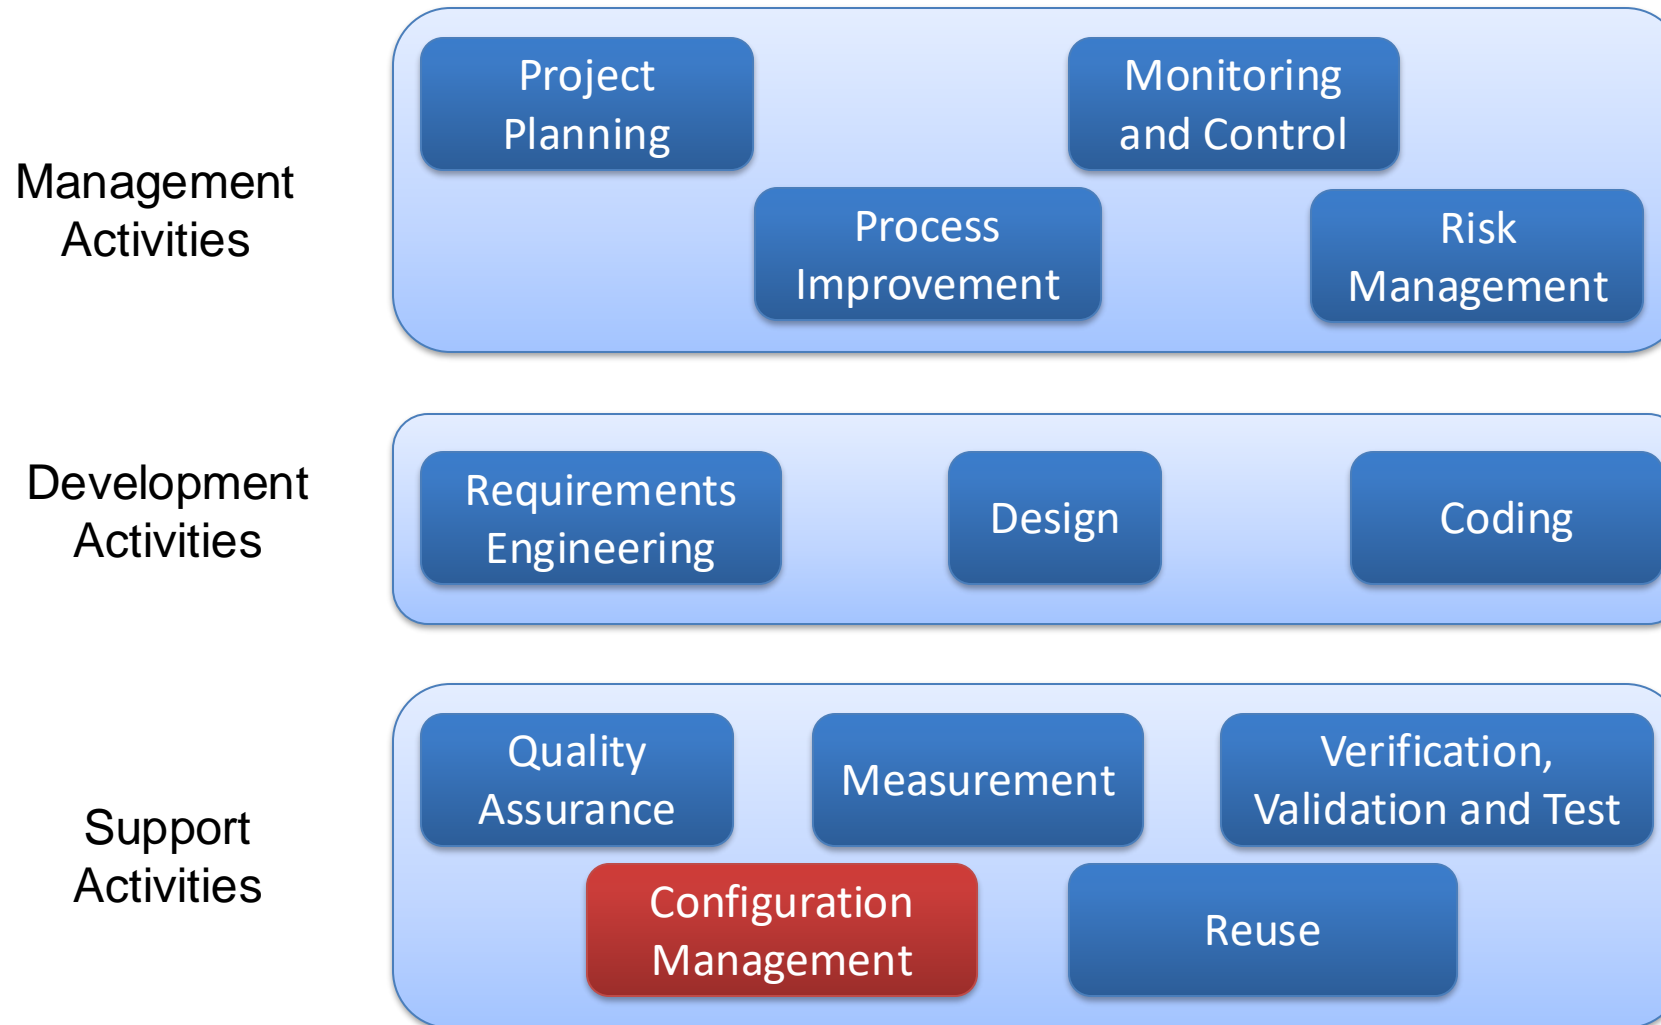 Management
Activities
Project
Planning
Monitoring
and Control
Process
Improvement
Risk
Management
Development
Activities
Requirements
Engineering
Design
Coding
Support
Activities
Quality
Assurance
Measurement
Verification,
Validation and Test
Configuration
Management
Reuse